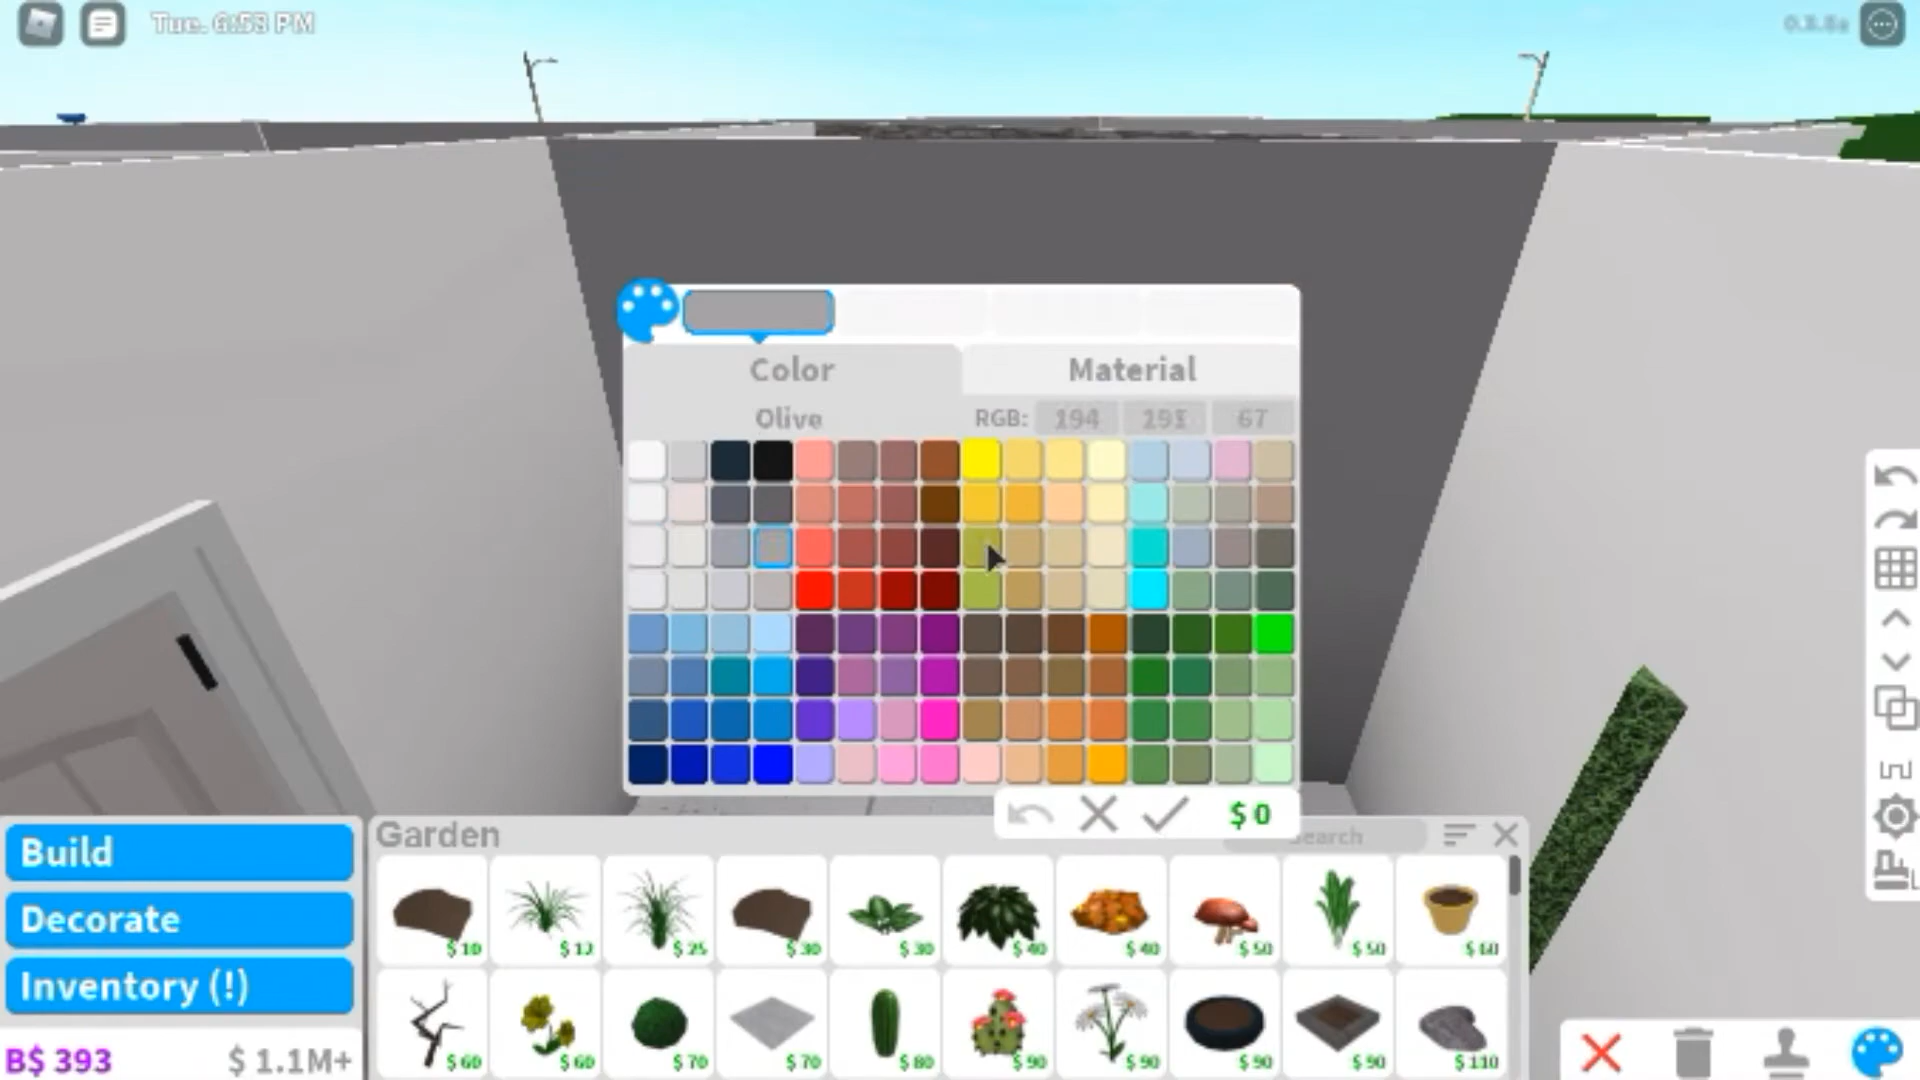 Tue. 6:53 PM
Color
Material
Olive
RGB: 194 191 67
$ 0
Build
Decorate
Inventory (!)
B$ 393
$ 1.1M+
Garden
Search
$ 10
$ 12
$ 25
$ 30
$ 30
$ 40
$ 40
$ 50
$ 50
$ 60
$ 60
$ 60
$ 70
$ 70
$ 80
$ 90
$ 90
$ 90
$ 90
$ 110